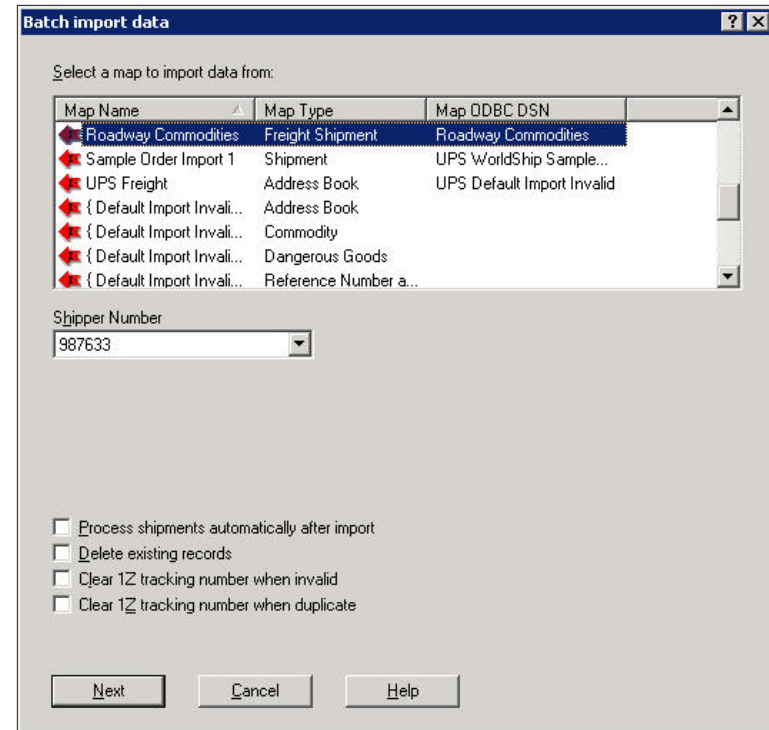 Batch import data
Select a map to import data from:
Map Name Map Type Map ODBC DSN
Roadway Commodities Freight Shipment Roadway Commodities
Sample Order Import 1 Shipment UPS WorldShip Sample...
UPS Freight Address Book UPS Default Import Invalid
{ Default Import Invali... Address Book
{ Default Import Invali... Commodity
{ Default Import Invali... Dangerous Goods
{ Default Import Invali... Reference Number a...
Shipper Number
987633
Process shipments automatically after import
Delete existing records
Clear 1Z tracking number when invalid
Clear 1Z tracking number when duplicate
Next Cancel Help